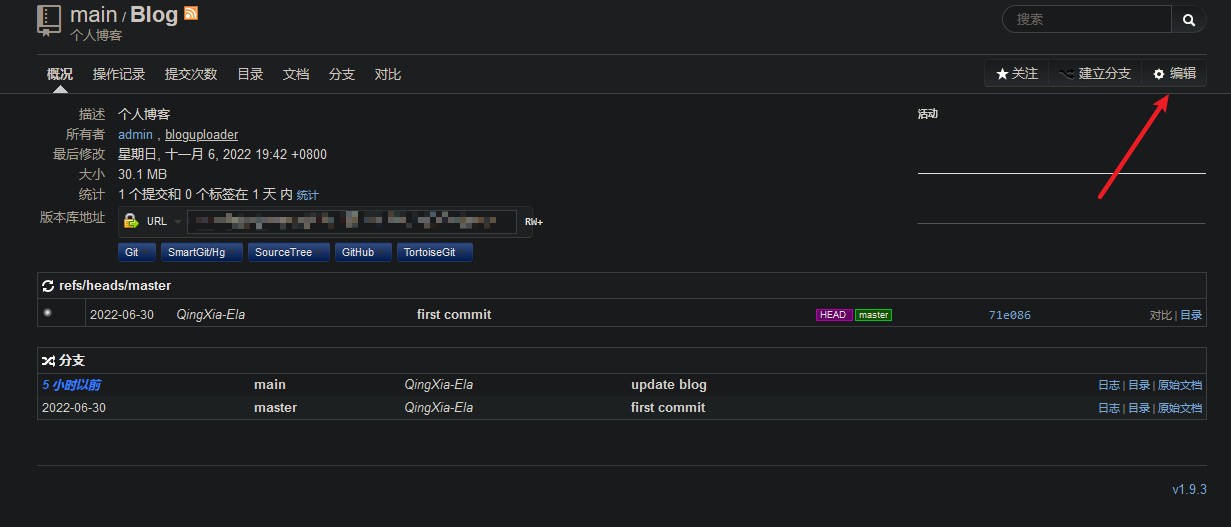 main / Blog
个人博客
搜索
概况 操作记录 提交次数 目录 文档 分支 对比 关注 建立分支 编辑
描述 个人博客
活动
所有者 admin , bloguploader
最后修改 星期日, 十一月 6, 2022 19:42 +0800
大小 30.1 MB
统计 1 个提交和 0 个标签在 1 天 内 统计
版本库地址 URL RW+
Git SmartGit/Hg SourceTree GitHub TortoiseGit
refs/heads/master
2022-06-30 QingXia-Ela first commit HEAD master 71e086 对比 | 目录
分支
5 小时以前 main QingXia-Ela update blog 日志 | 目录 | 原始文档
2022-06-30 master QingXia-Ela first commit 日志 | 目录 | 原始文档
v1.9.3